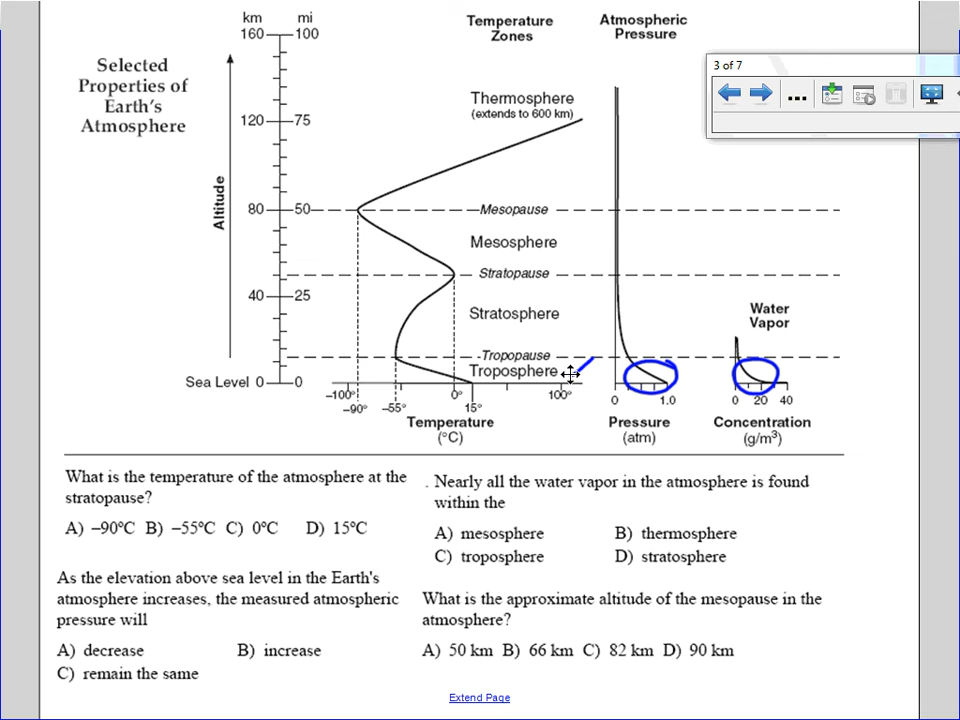 km mi
160 100
Temperature
Zones
Atmospheric
Pressure
Selected
Properties of
Earth's
Atmosphere
3 of 7
Thermosphere
(extends to 600 km)
120 75
Altitude
80 50
Mesopause
Mesosphere
Stratopause
40 25
Stratosphere
Water
Vapor
Tropopause
Troposphere
Sea Level 0 0
–100° 0° 100°
–90° –55° 15°
0 1.0
0 20 40
Temperature
(°C)
Pressure
(atm)
Concentration
(g/m³)
What is the temperature of the atmosphere at the
stratopause?
A) –90ºC B) –55ºC C) 0ºC D) 15ºC
. Nearly all the water vapor in the atmosphere is found
within the
A) mesosphere B) thermosphere
C) troposphere D) stratosphere
As the elevation above sea level in the Earth's
atmosphere increases, the measured atmospheric
pressure will
A) decrease B) increase
C) remain the same
What is the approximate altitude of the mesopause in the
atmosphere?
A) 50 km B) 66 km C) 82 km D) 90 km
Extend Page